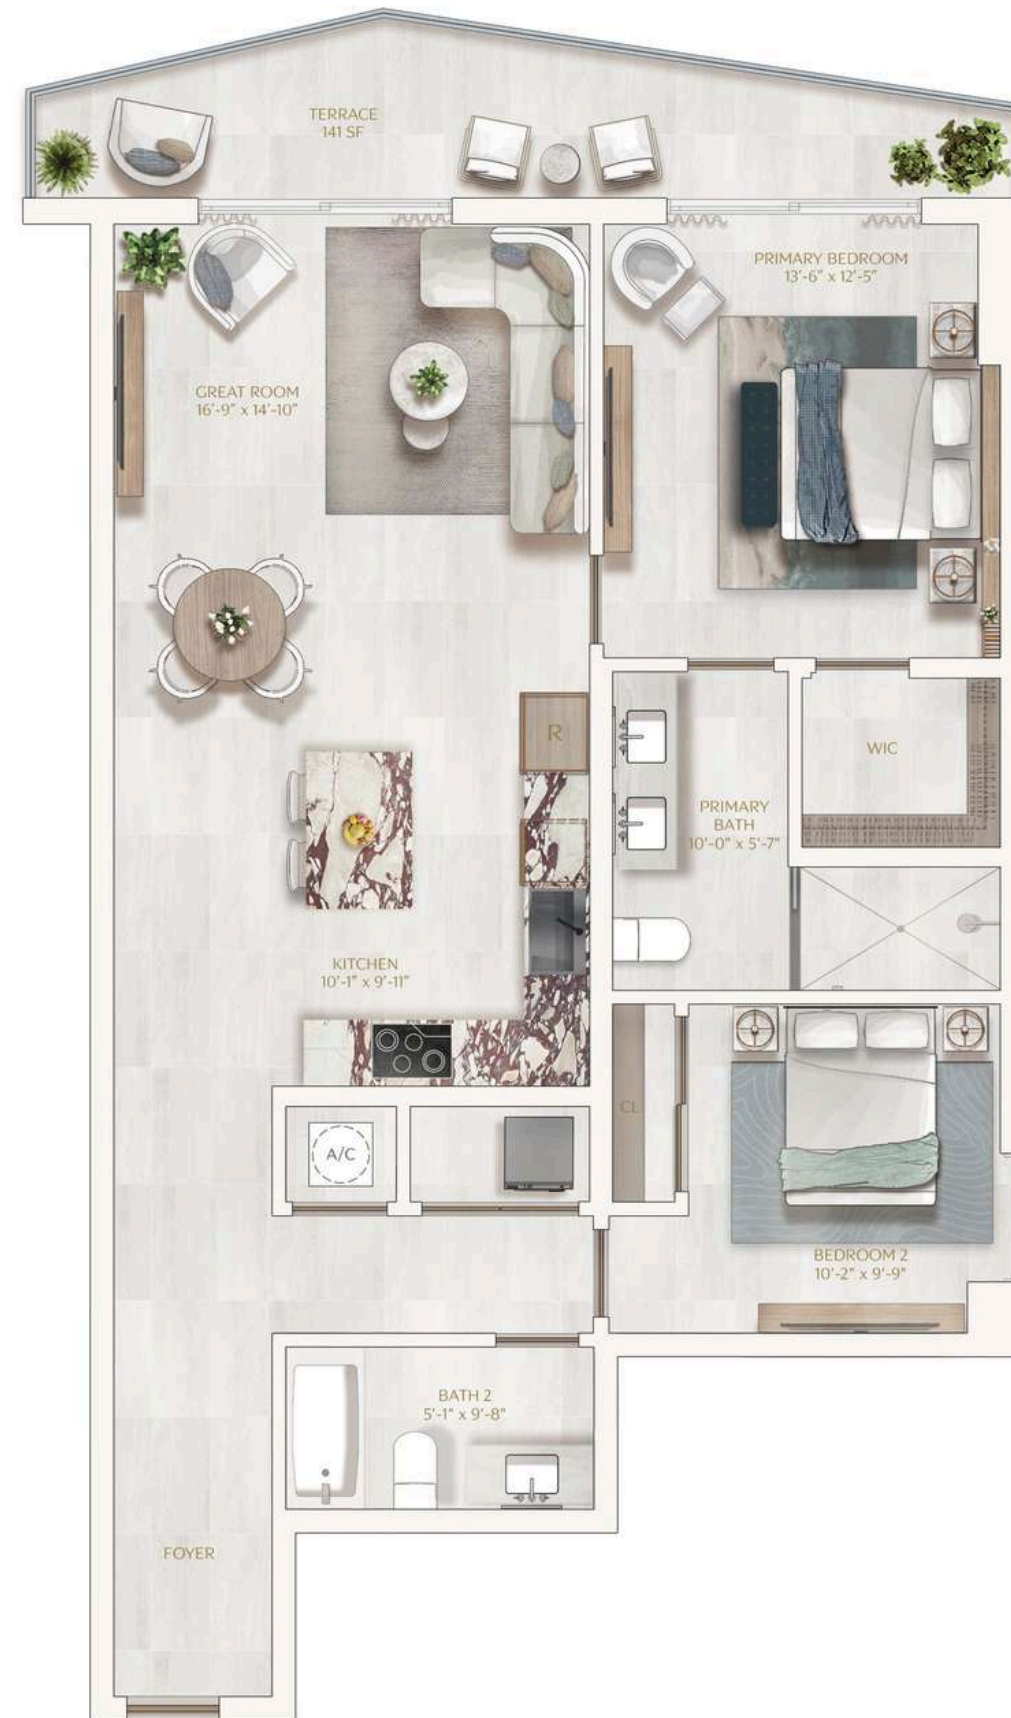 TERRACE
141 SF
PRIMARY BEDROOM
13'-6" x 12'-5"
GREAT ROOM
16'-9" x 14'-10"
R
WIC
PRIMARY
BATH
10'-0" x 5'-7"
KITCHEN
10'-1" x 9'-11"
CL
A/C
BEDROOM 2
10'-2" x 9'-9"
BATH 2
5'-1" x 9'-8"
FOYER